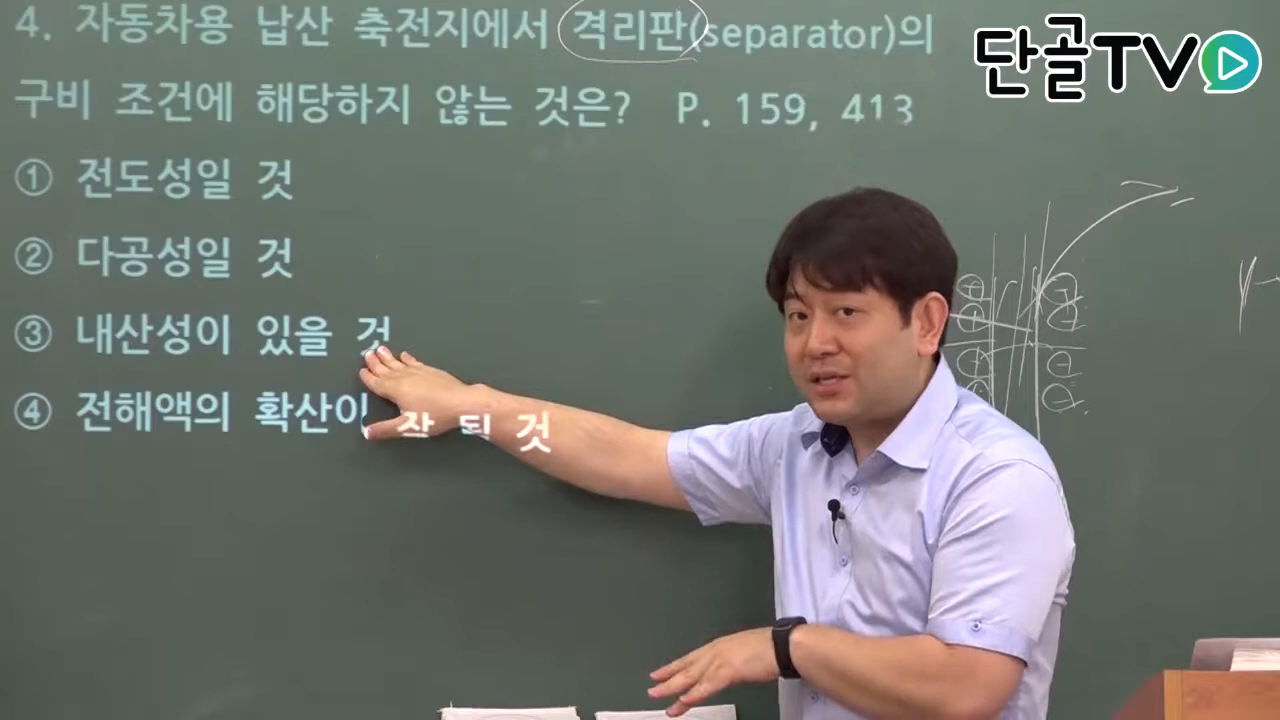 4. 자동차용 납산 축전지에서 격리판(separator)의
구비 조건에 해당하지 않는 것은? P. 159, 413
① 전도성일 것
② 다공성일 것
③ 내산성이 있을 것
④ 전해액의 확산이 잘 될 것
단골TV